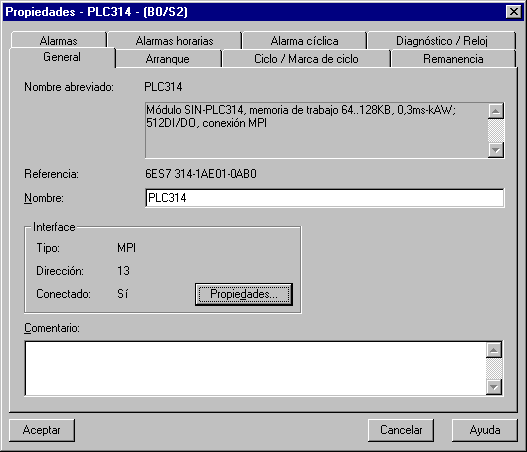 Propiedades - PLC314 - (B0/S2)
Alarmas Alarmas horarias Alarma cíclica Diagnóstico / Reloj
General Arranque Ciclo / Marca de ciclo Remanencia
Nombre abreviado: PLC314
Módulo SIN-PLC314, memoria de trabajo 64..128KB, 0,3ms-kAW;
512DI/DO, conexión MPI
Referencia: 6ES7 314-1AE01-0AB0
Nombre: PLC314
Interface
Tipo: MPI
Dirección: 13
Conectado: Sí Propiedades...
Comentario:
Aceptar Cancelar Ayuda